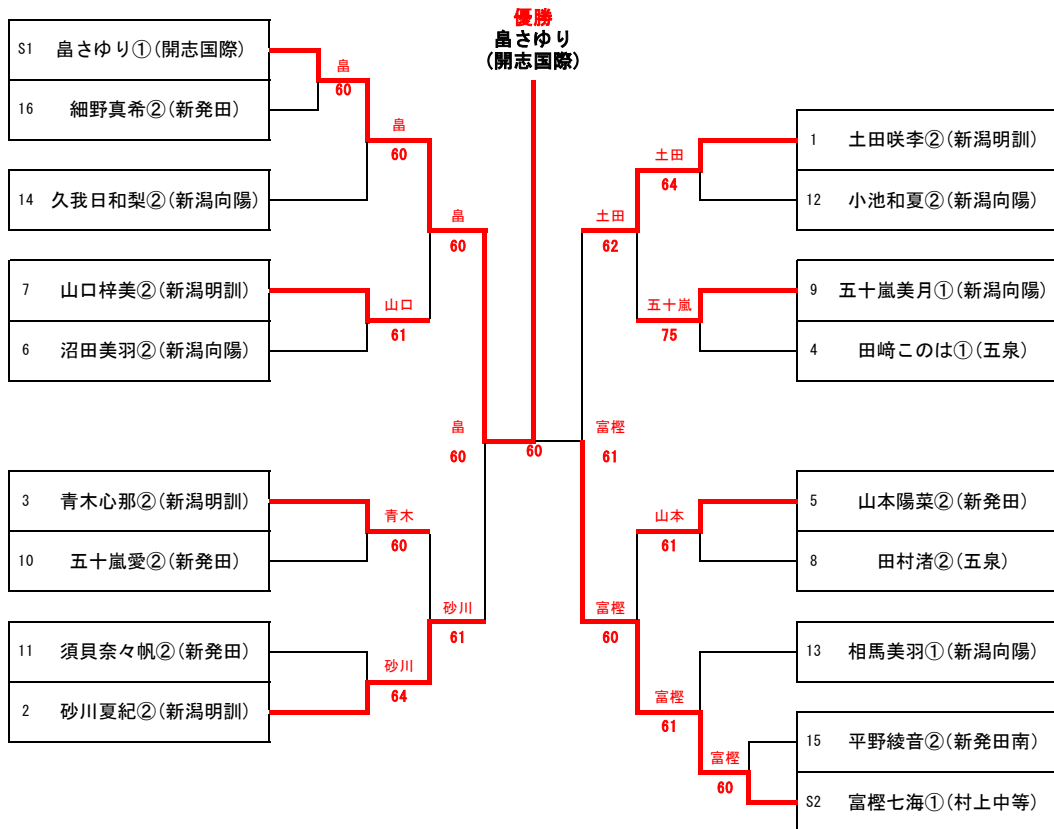 優勝
畠さゆり
(開志国際)
S1 畠さゆり①(開志国際)
16 細野真希②(新発田)
14 久我日和梨②(新潟向陽)
7 山口梓美②(新潟明訓)
6 沼田美羽②(新潟向陽)
3 青木心那②(新潟明訓)
10 五十嵐愛②(新発田)
11 須貝奈々帆②(新発田)
2 砂川夏紀②(新潟明訓)
畠
60
畠
60
山口
61
畠
60
青木
60
砂川
64
砂川
61
畠
60
60
富樫
61
土田
62
土田
64
五十嵐
75
山本
61
富樫
60
富樫
61
富樫
60
1 土田咲李②(新潟明訓)
12 小池和夏②(新潟向陽)
9 五十嵐美月①(新潟向陽)
4 田﨑このは①(五泉)
5 山本陽菜②(新発田)
8 田村渚②(五泉)
13 相馬美羽①(新潟向陽)
15 平野綾音②(新発田南)
S2 富樫七海①(村上中等)